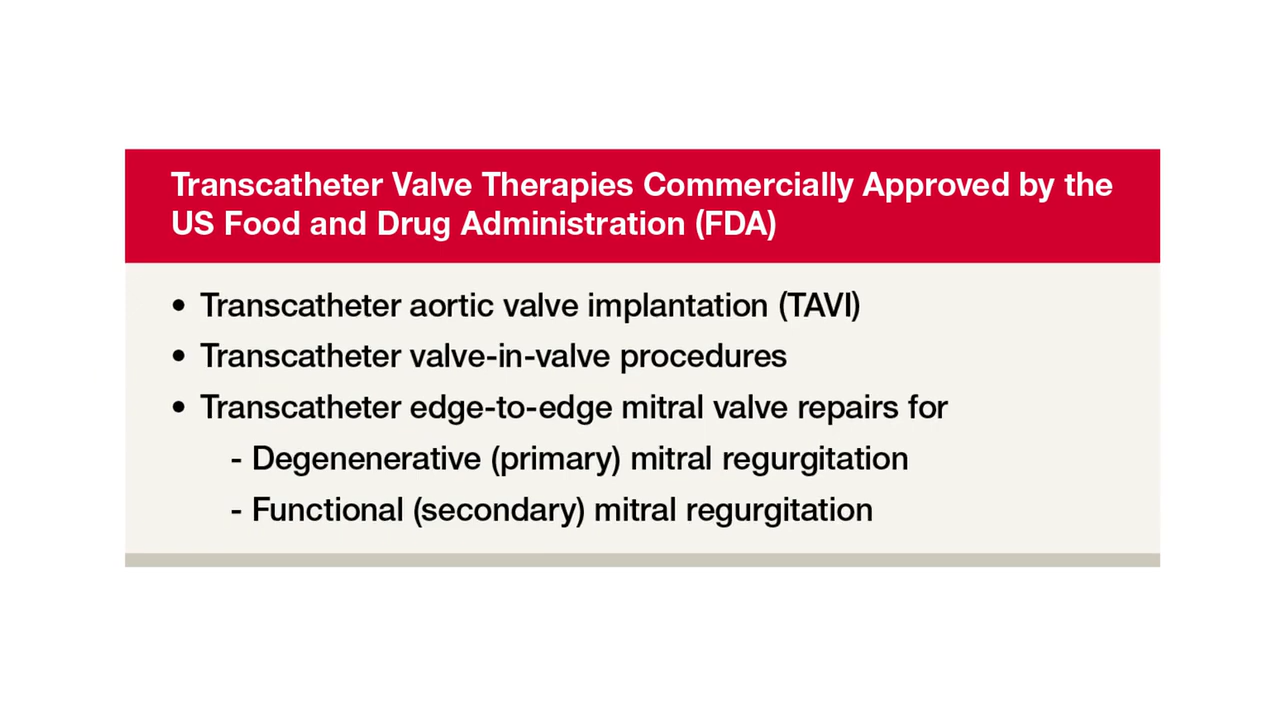 Transcatheter Valve Therapies Commercially Approved by the
US Food and Drug Administration (FDA)
• Transcatheter aortic valve implantation (TAVI)
• Transcatheter valve-in-valve procedures
• Transcatheter edge-to-edge mitral valve repairs for
- Degenenerative (primary) mitral regurgitation
- Functional (secondary) mitral regurgitation